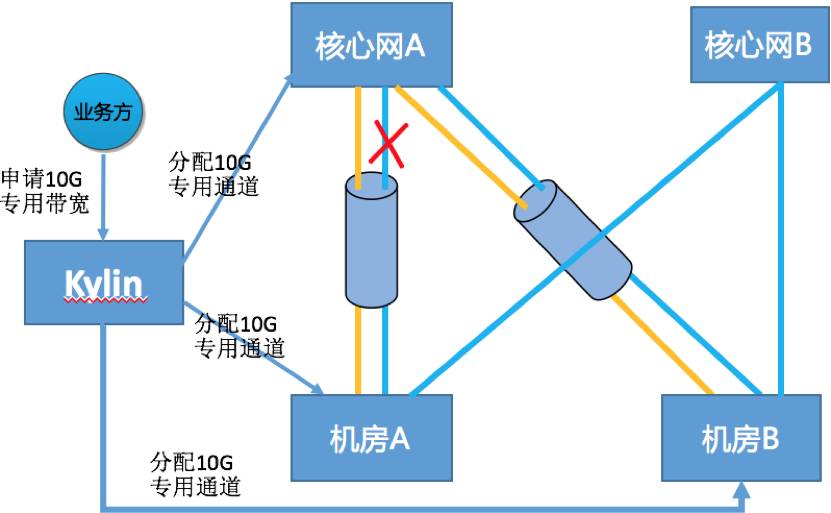 核心网A
核心网B
业务方
申请10G
专用带宽
分配10G
专用通道
Kylin
分配10G
专用通道
机房A
机房B
分配10G
专用通道